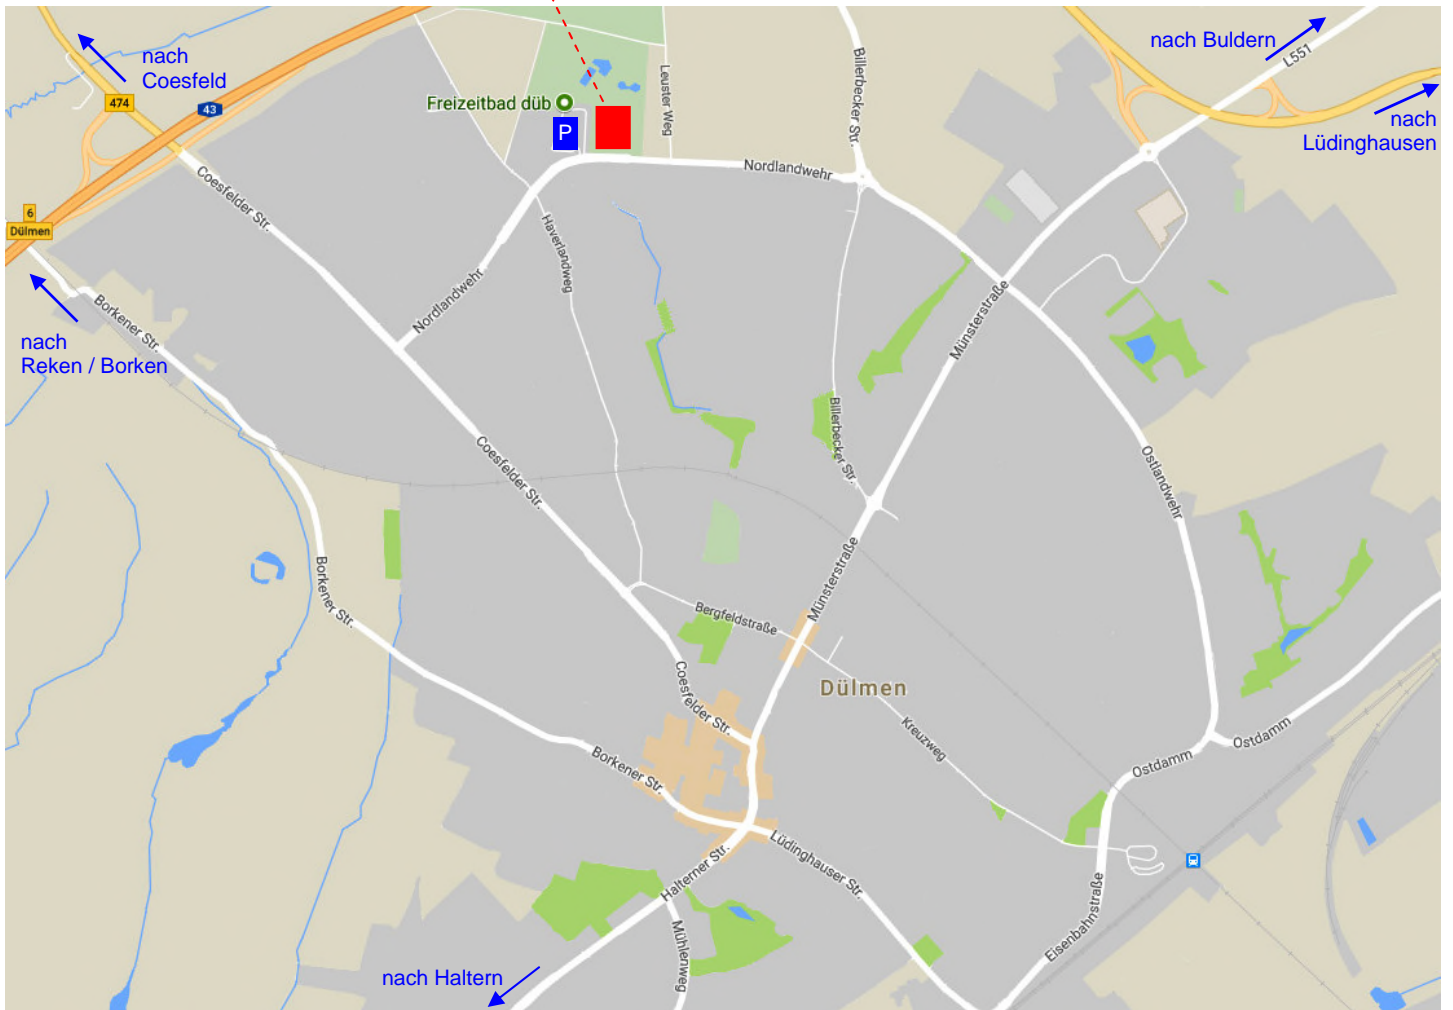 nach
Coesfeld
474
43
Freizeitbad düb
P
Leuster Weg
Billerbecker Str.
nach Buldern
L551
nach
Lüdinghausen
Nordlandwehr
Coesfelder Str.
6
Dülmen
Haverlandweg
Nordlandwehr
Borkener Str.
nach
Reken / Borken
Münsterstraße
Billerbecker Str.
Coesfelder Str.
Ostlandwehr
Borkener Str.
Münsterstraße
Bergfeldstraße
Dülmen
Coesfelder Str.
Kreuzweg
Ostdamm
Ostdamm
Borkener Str.
Lüdinghauser Str.
Halterner Str.
Eisenbahnstraße
Mühlenweg
nach Haltern